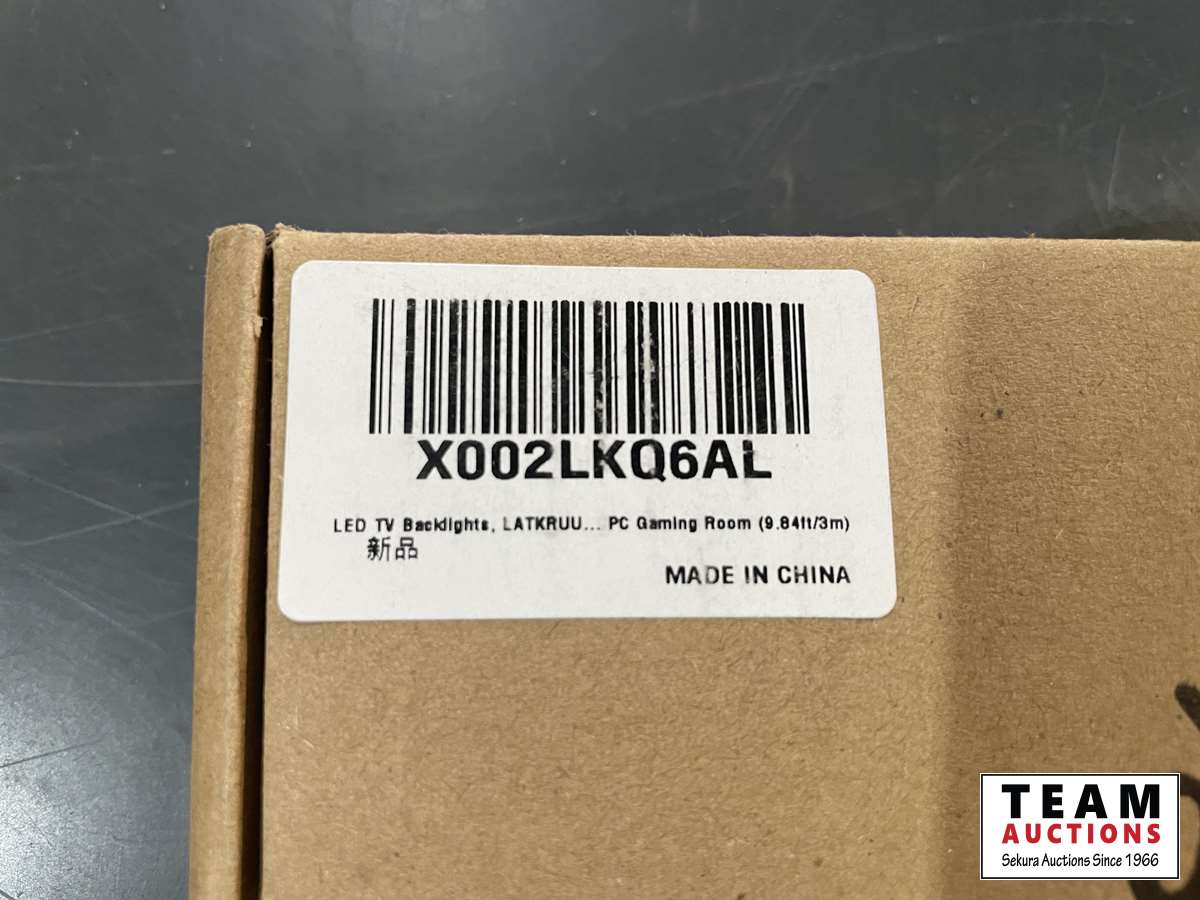 X002LKQ6AL
LED TV Backlights, LATKRUU... PC Gaming Room (9.84ft/3m)
新品
MADE IN CHINA
TEAM
AUCTIONS
Sekura Auctions Since 1966